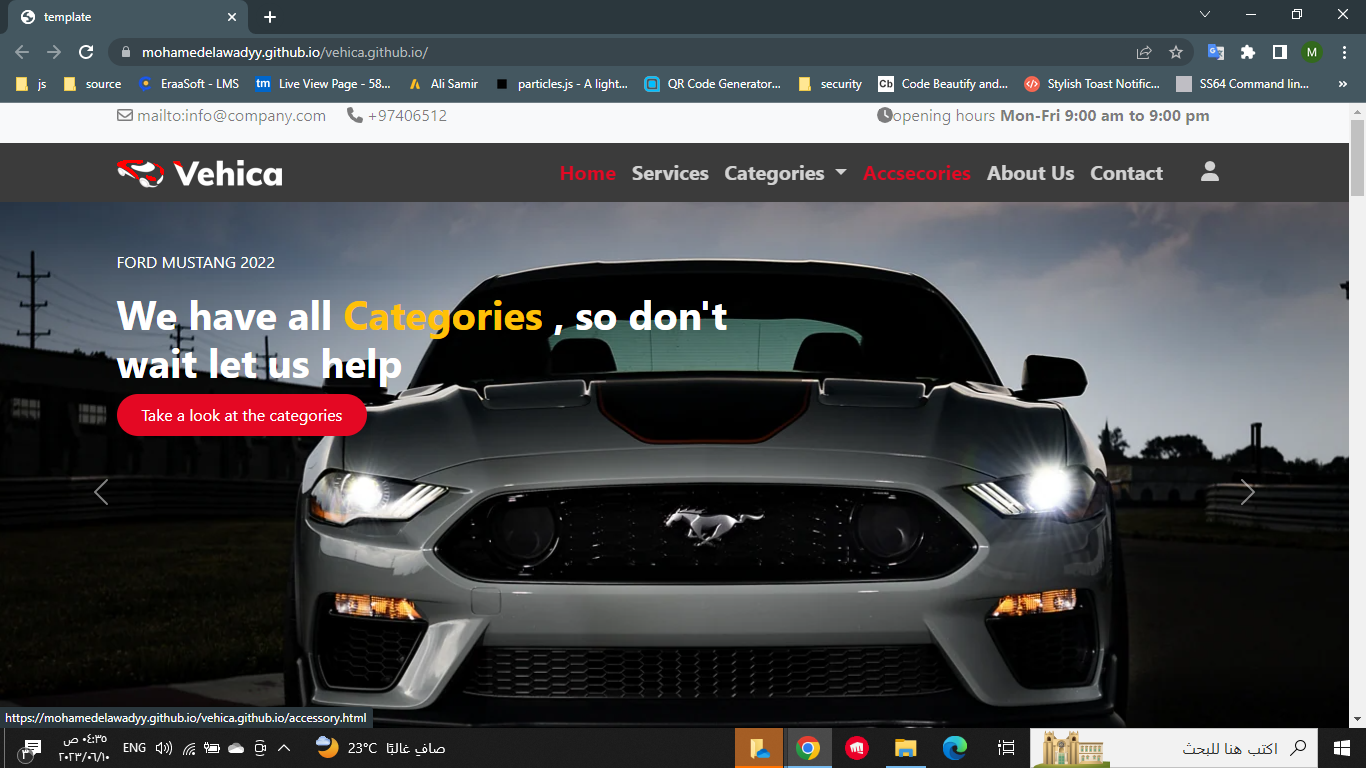 template
mohamedelawadyy.github.io/vehica.github.io/
M
js
source
EraaSoft - LMS
tm Live View Page - 58...
Ali Samir
particles.js - A light...
QR Code Generator...
security
Cb Code Beautify and...
Stylish Toast Notific...
SS64 Command lin...
»
mailto:info@company.com
+97406512
opening hours Mon-Fri 9:00 am to 9:00 pm
Vehica
Home
Services
Categories
Accsecories
About Us
Contact
FORD MUSTANG 2022
We have all Categories , so don't
wait let us help
Take a look at the categories
https://mohamedelawadyy.github.io/vehica.github.io/accessory.html
٣
٠٤:٣٥ ص
٢٠٢٣/٠٦/١٠
ENG
23°C صافٍ غالبًا
اكتب هنا للبحث